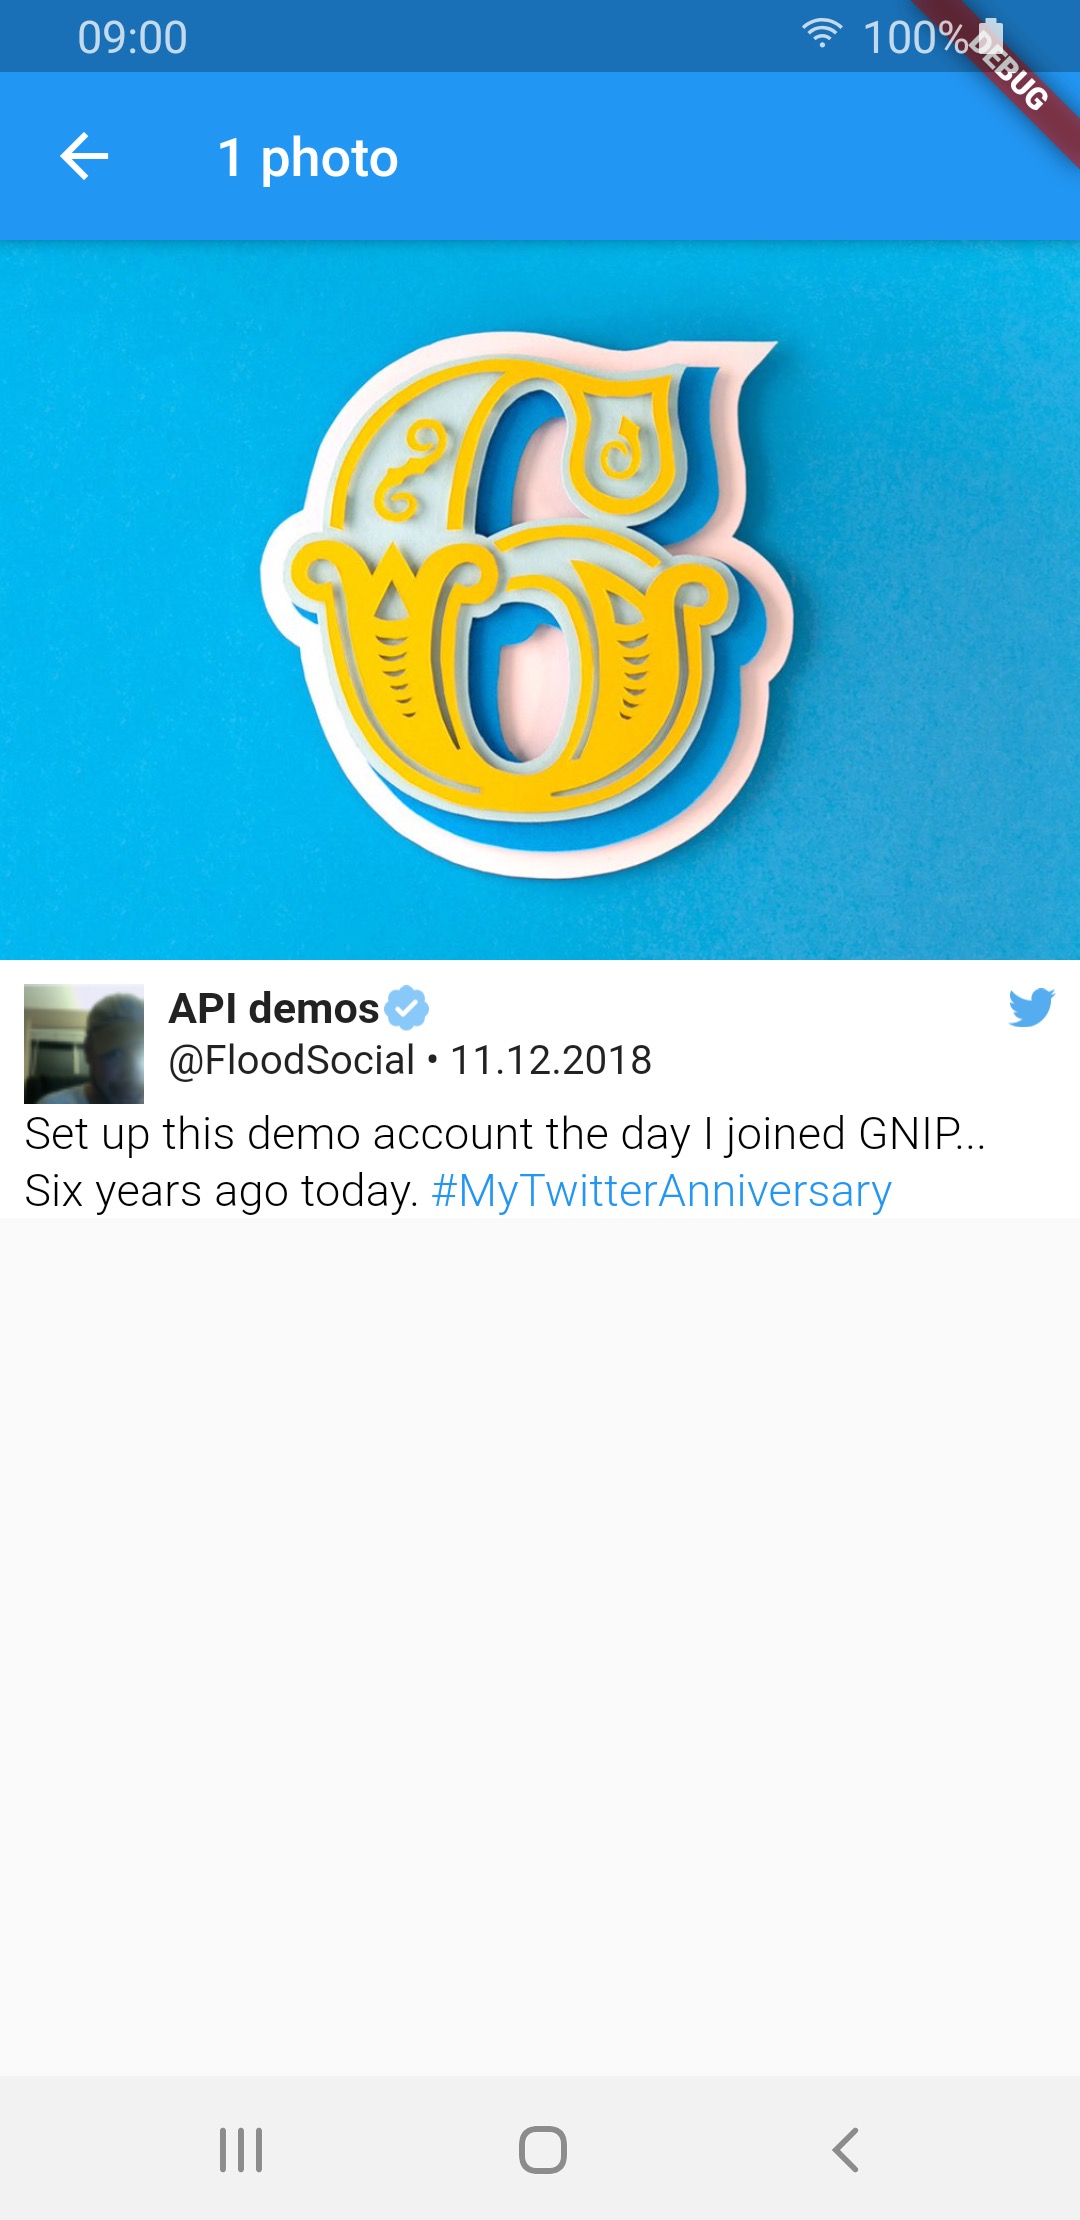 09:00
100%
DEBUG
1 photo
6
API demos
@FloodSocial • 11.12.2018
Set up this demo account the day I joined GNIP...
Six years ago today. #MyTwitterAnniversary